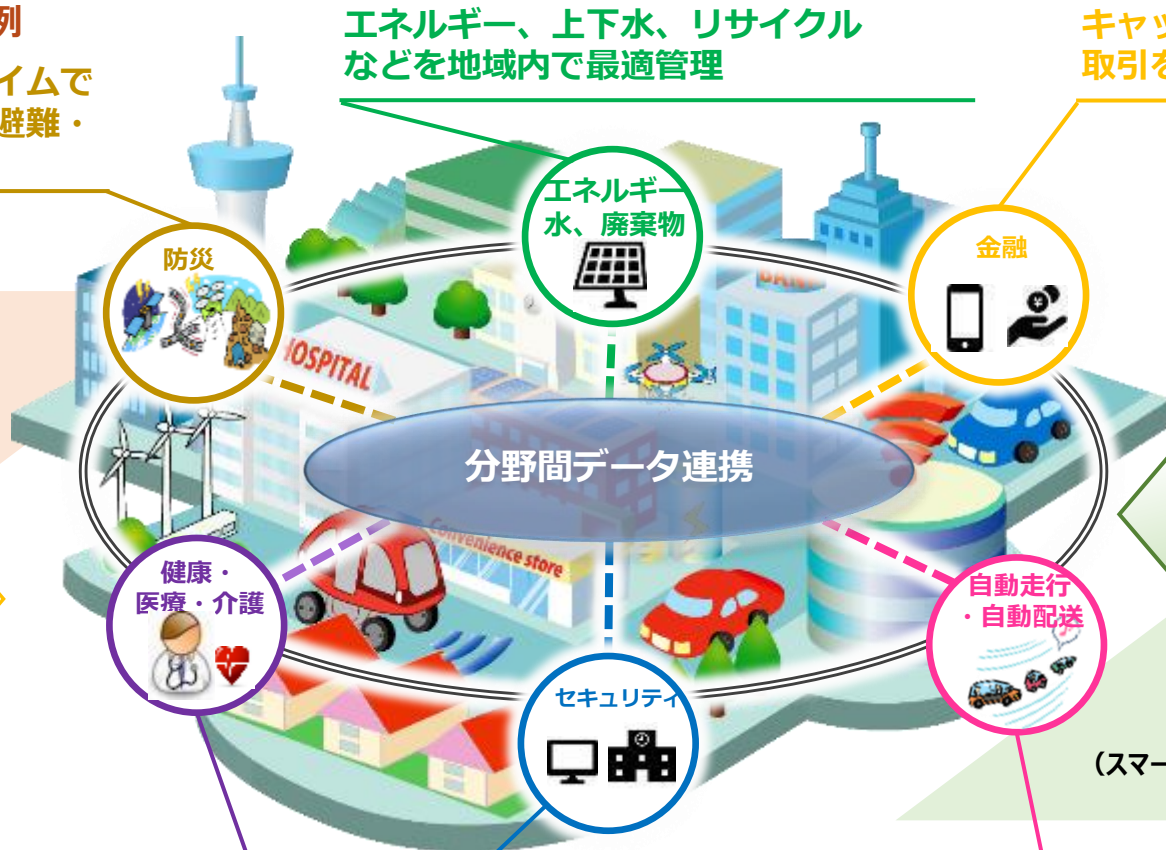 例
イムで
避難・
エネルギー、上下水、リサイクル
などを地域内で最適管理
キャッ
取引を
エネルギー
水、廃棄物
防災
金融
BANK
HOSPITAL
分野間データ連携
Convenience store
健康・
医療・介護
自動走行
・自動配送
セキュリティ
（スマー